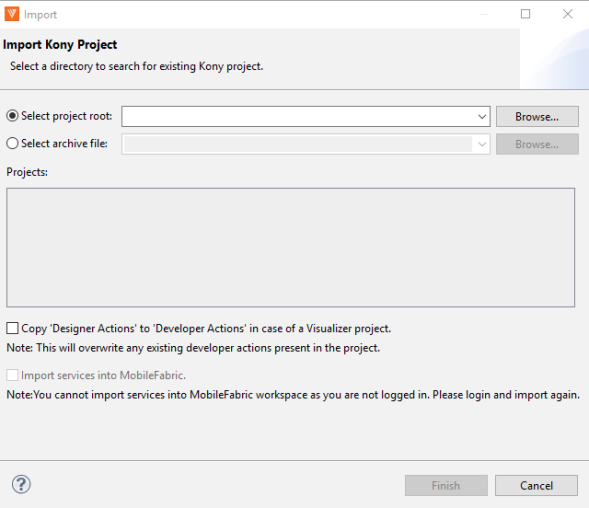 Import
Import Kony Project
Select a directory to search for existing Kony project.
Select project root:
Browse...
Select archive file:
Browse...
Projects:
Copy 'Designer Actions' to 'Developer Actions' in case of a Visualizer project.
Note: This will overwrite any existing developer actions present in the project.
Import services into MobileFabric.
Note:You cannot import services into MobileFabric workspace as you are not logged in. Please login and import again.
?
Finish
Cancel